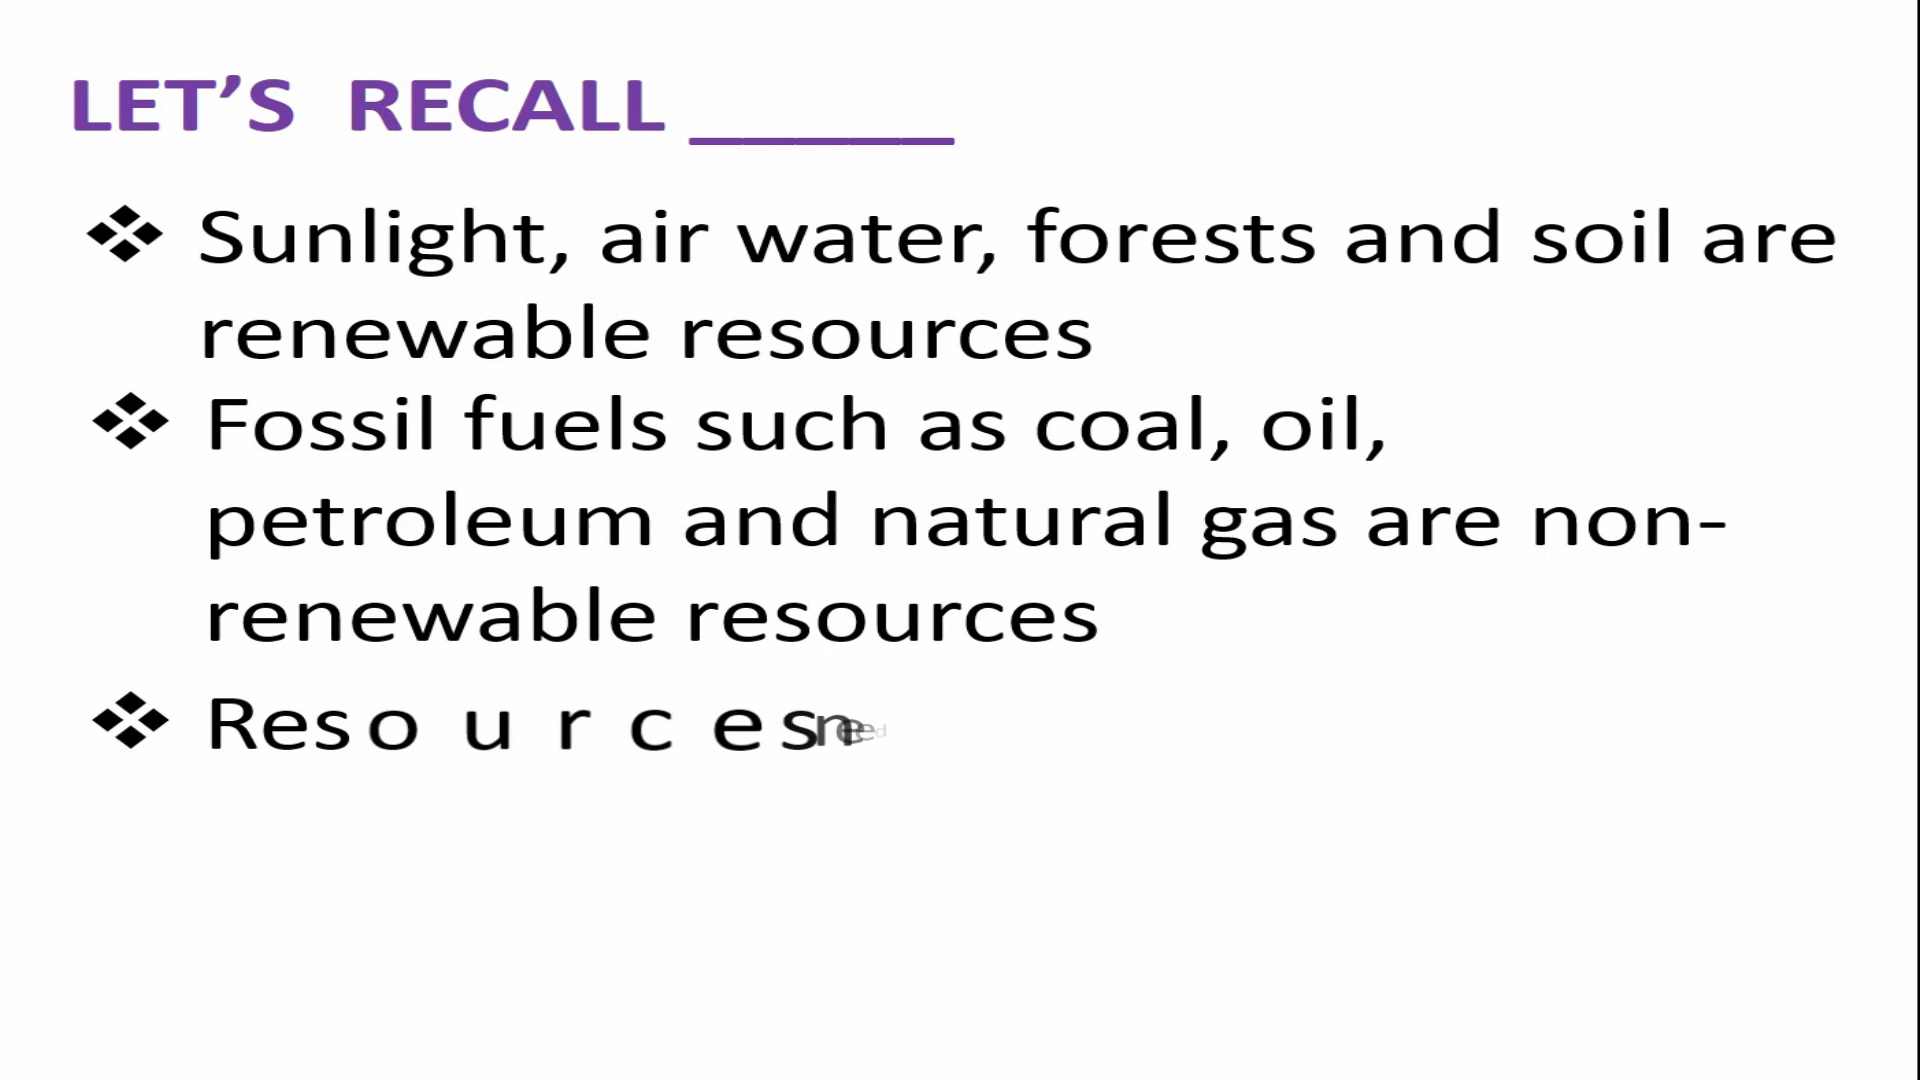 LET’S RECALL _____
❖ Sunlight, air water, forests and soil are
renewable resources
❖ Fossil fuels such as coal, oil,
petroleum and natural gas are non-
renewable resources
❖ Resources